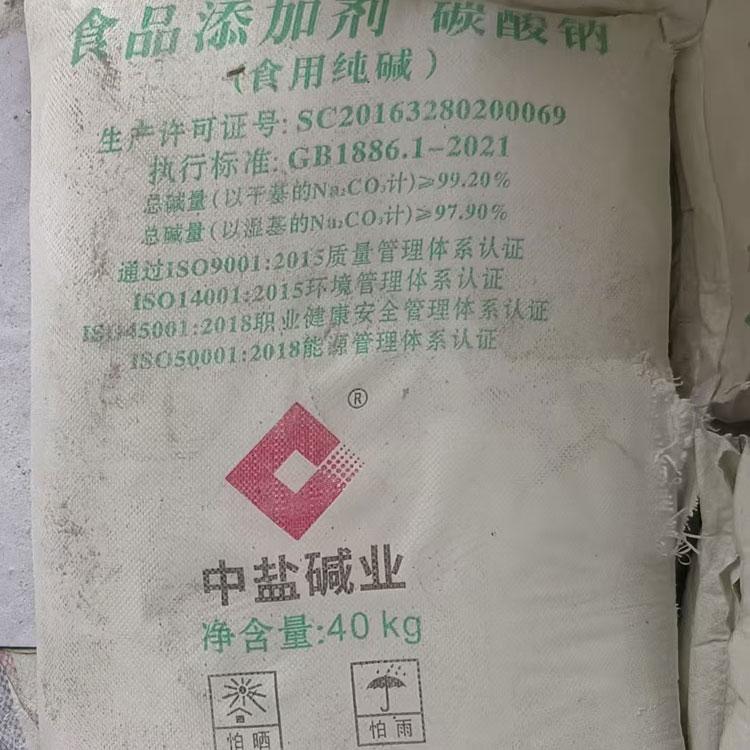 食品添加剂 碳酸钠
(食用纯碱)
生产许可证号: SC20163280200069
执行标准: GB1886.1-2021
总碱量(以干基的Na₂CO₃计)≥99.20%
总碱量(以湿基的Na₂CO₃计)≥97.90%
通过ISO9001:2015质量管理体系认证
ISO14001:2015环境管理体系认证
ISO45001:2018职业健康安全管理体系认证
ISO50001:2018能源管理体系认证
®
中盐碱业
净含量:40kg
怕晒 怕雨